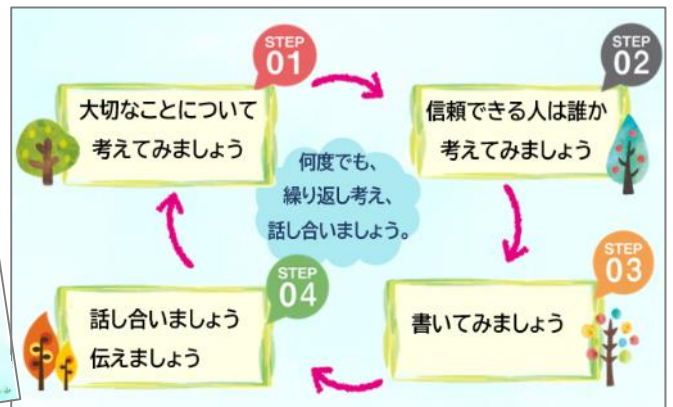 STEP
01
大切なことについて
考えてみましょう
STEP
02
信頼できる人は誰か
考えてみましょう
何度でも、
繰り返し考え、
話し合いましょう。
STEP
03
書いてみましょう
STEP
04
話し合いましょう
伝えましょう